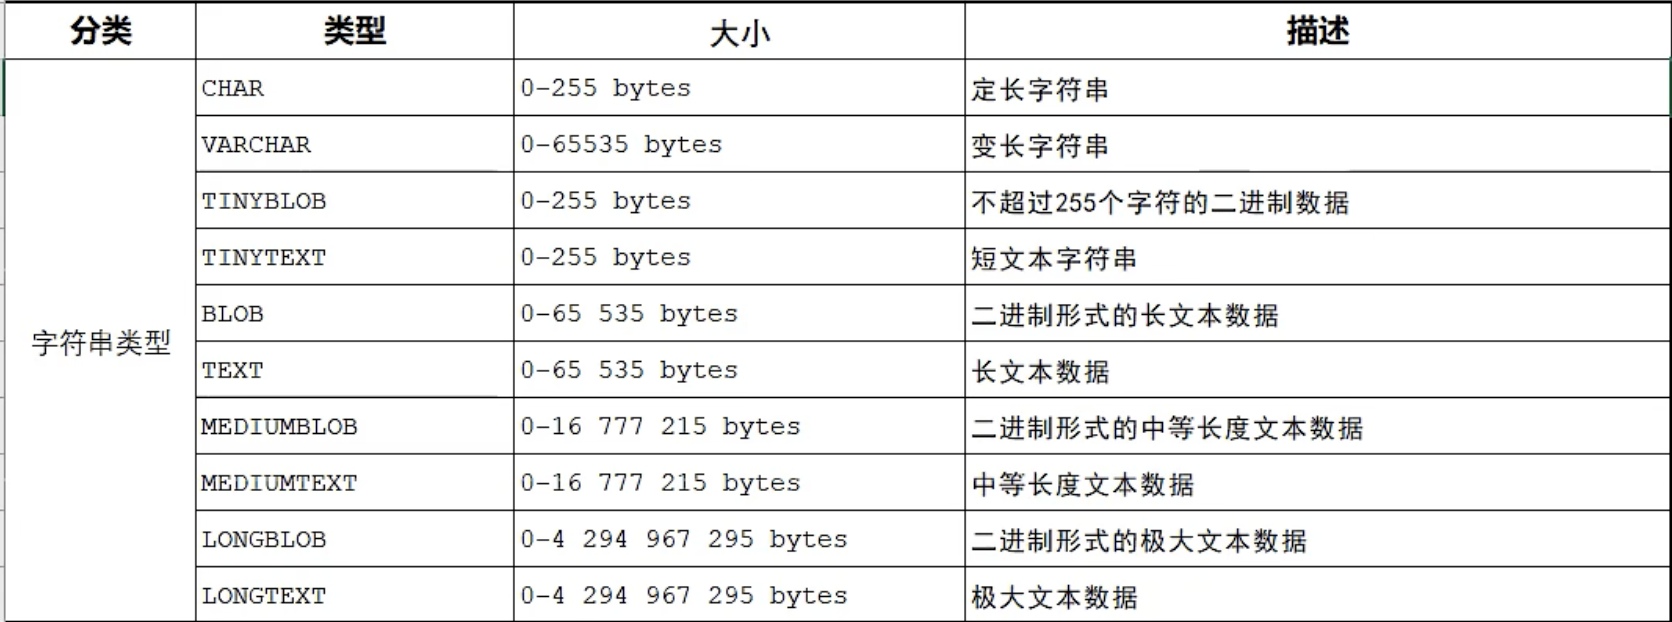 分类 类型 大小 描述
CHAR 0-255 bytes 定长字符串
VARCHAR 0-65535 bytes 变长字符串
TINYBLOB 0-255 bytes 不超过255个字符的二进制数据
TINYTEXT 0-255 bytes 短文本字符串
BLOB 0-65 535 bytes 二进制形式的长文本数据
字符串类型
TEXT 0-65 535 bytes 长文本数据
MEDIUMBLOB 0-16 777 215 bytes 二进制形式的中等长度文本数据
MEDIUMTEXT 0-16 777 215 bytes 中等长度文本数据
LONGBLOB 0-4 294 967 295 bytes 二进制形式的极大文本数据
LONGTEXT 0-4 294 967 295 bytes 极大文本数据